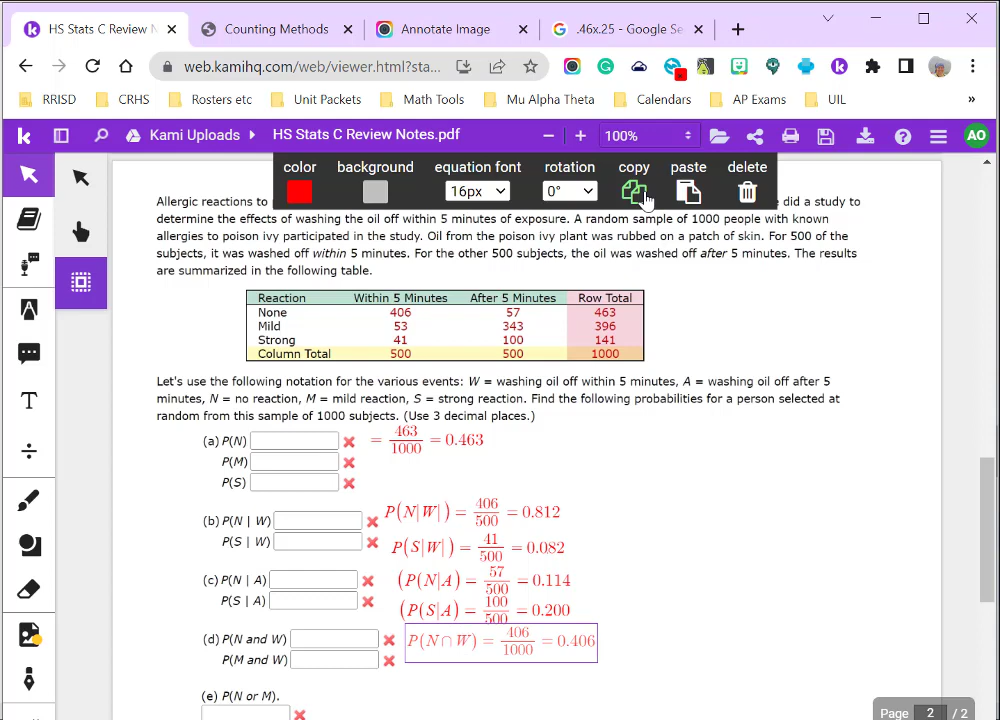 HS Stats C Review N
Counting Methods
Annotate Image
.46x.25 - Google Se
web.kamihq.com/web/viewer.html?sta...
RRISD
CRHS
Rosters etc
Unit Packets
Math Tools
Mu Alpha Theta
Calendars
AP Exams
UIL
»
Kami Uploads
HS Stats C Review Notes.pdf
100%
AO
color background equation font rotation copy paste delete
16px 0°
Allergic reactions to
did a study to
determine the effects of washing the oil off within 5 minutes of exposure. A random sample of 1000 people with known
allergies to poison ivy participated in the study. Oil from the poison ivy plant was rubbed on a patch of skin. For 500 of the
subjects, it was washed off within 5 minutes. For the other 500 subjects, the oil was washed off after 5 minutes. The results
are summarized in the following table.
Reaction Within 5 Minutes After 5 Minutes Row Total
None 406 57 463
Mild 53 343 396
Strong 41 100 141
Column Total 500 500 1000
Let's use the following notation for the various events: W = washing oil off within 5 minutes, A = washing oil off after 5
minutes, N = no reaction, M = mild reaction, S = strong reaction. Find the following probabilities for a person selected at
random from this sample of 1000 subjects. (Use 3 decimal places.)
(a) P(N) = 463/1000 = 0.463
P(M)
P(S)
(b) P(N | W) P(N|W|) = 406/500 = 0.812
P(S | W) P(S|W|) = 41/500 = 0.082
(c) P(N | A) (P(N|A) = 57/500 = 0.114
P(S | A) (P(S|A) = 100/500 = 0.200
(d) P(N and W) P(N∩W) = 406/1000 = 0.406
P(M and W)
(e) P(N or M).
Page 2 / 2